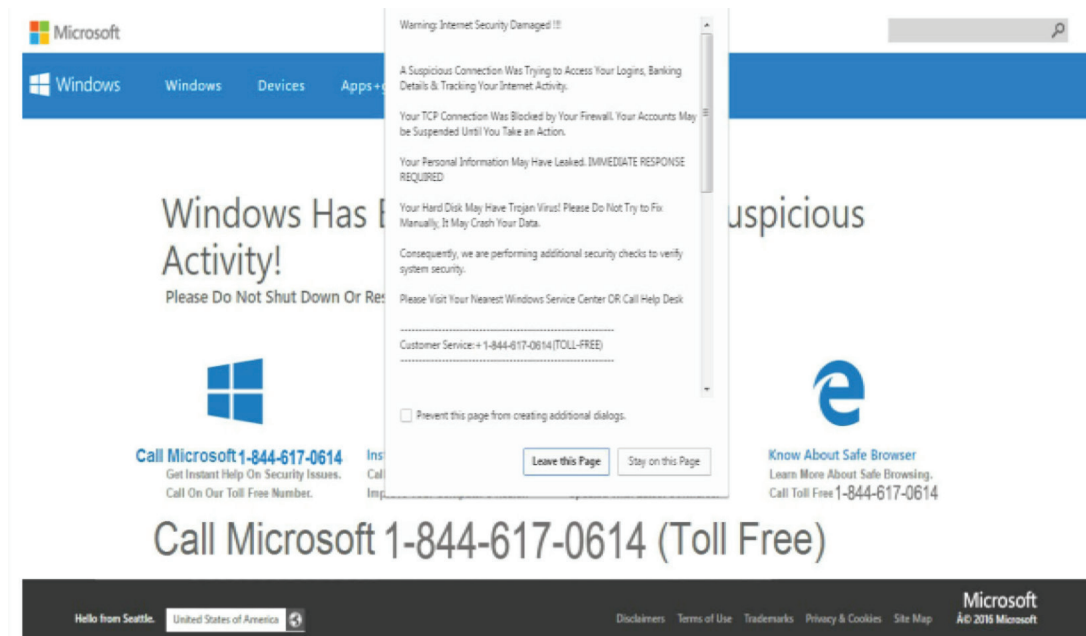 Microsoft
Windows
Windows
Devices
Apps+
Warning: Internet Security Damaged !!!
A Suspicious Connection Was Trying to Access Your Logins, Banking
Details & Tracking Your Internet Activity.
Your TCP Connection Was Blocked by Your Firewall. Your Accounts May
be Suspended Until You Take an Action.
Your Personal Information May Have Leaked. IMMEDIATE RESPONSE
REQUIRED
Your Hard Disk May Have Trojan Virus! Please Do Not Try to Fix
Manually, It May Crash Your Data.
Consequently, we are performing additional security checks to verify
system security.
Please Visit Your Nearest Windows Service Center OR Call Help Desk
Customer Service: + 1-844-617-0614 (TOLL-FREE)
Prevent this page from creating additional dialogs.
Leave this Page
Stay on this Page
Windows Has
Activity!
Please Do Not Shut Down Or
Call Microsoft 1-844-617-0614
Get Instant Help On Security Issues.
Call On Our Toll Free Number.
Know About Safe Browser
Learn More About Safe Browsing.
Call Toll Free 1-844-617-0614
Call Microsoft 1-844-617-0614 (Toll Free)
Hello from Seattle.
United States of America
Disclaimers
Terms of Use
Trademarks
Privacy & Cookies
Site Map
Microsoft
Â© 2016 Microsoft